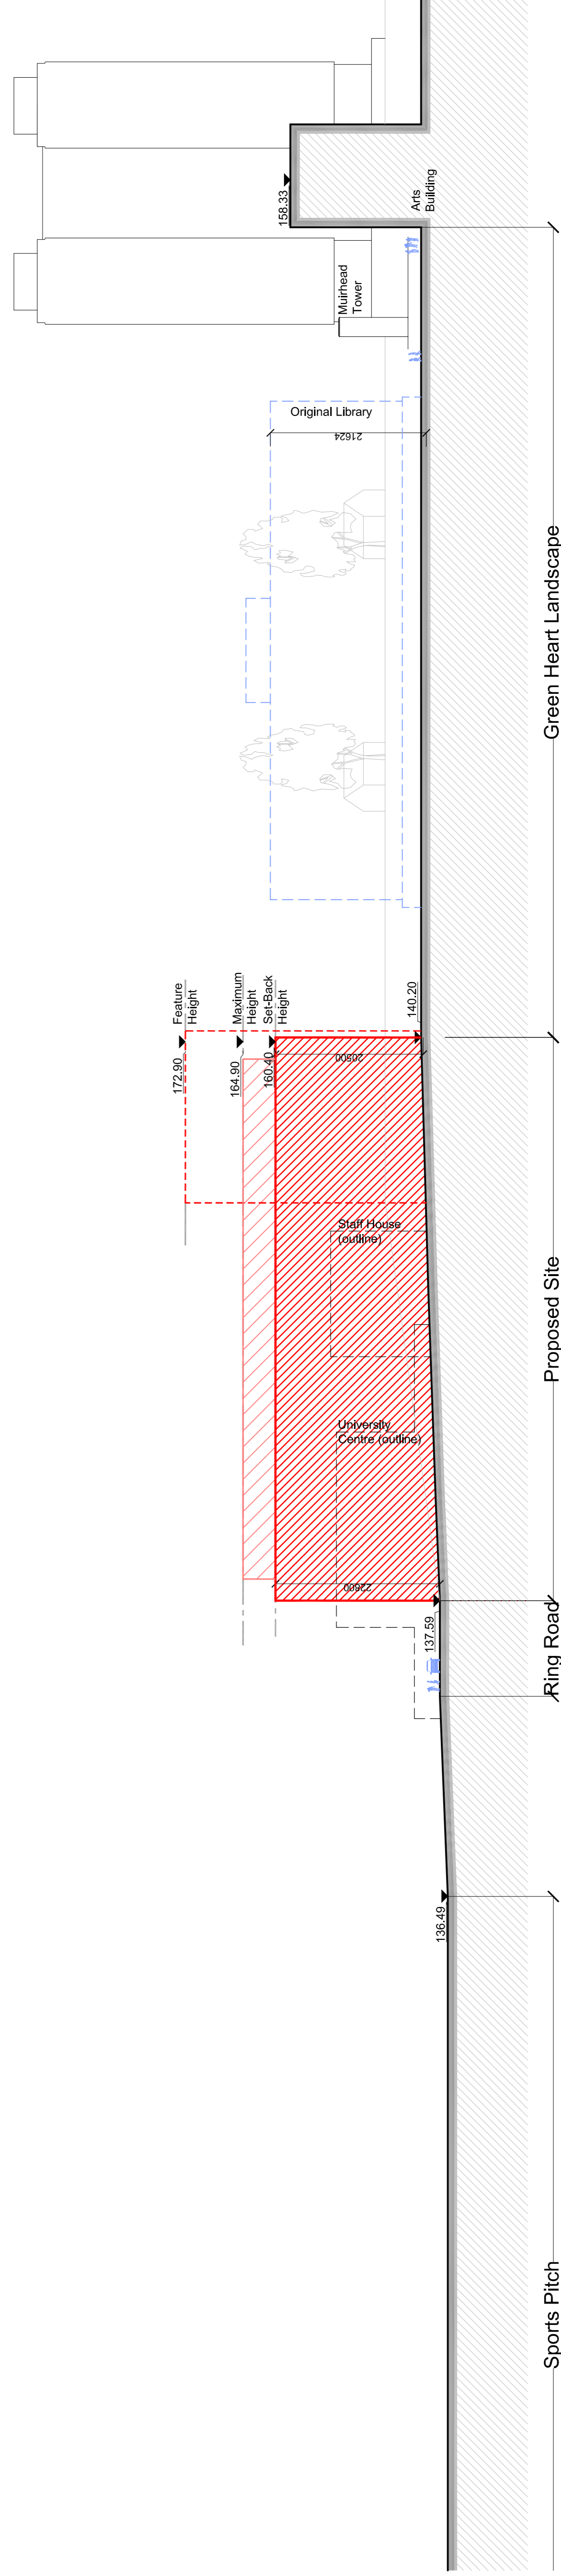 158.33
Arts
Building
Muirhead
Tower
Original Library
21624
Green Heart Landscape
Feature
Height
172.90
Maximum
Height
164.90
Set-Back
Height
160.40
140.20
20500
Staff House
(outline)
Proposed Site
University
Centre (outline)
22800
137.59
Ring Road
136.49
Sports Pitch